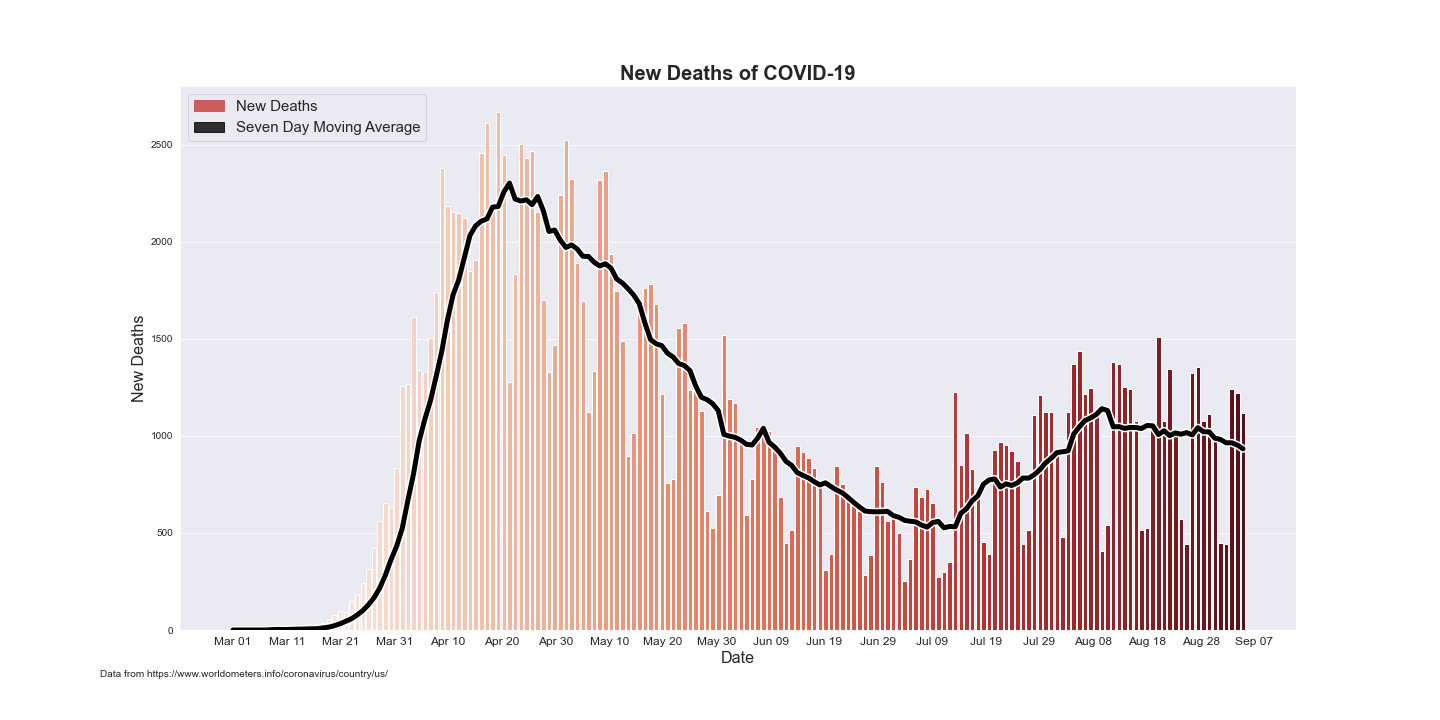 New Deaths of COVID-19
New Deaths
Seven Day Moving Average
2500
2000
1500
1000
500
0
New Deaths
Mar 01 Mar 11 Mar 21 Mar 31 Apr 10 Apr 20 Apr 30 May 10 May 20 May 30 Jun 09 Jun 19 Jun 29 Jul 09 Jul 19 Jul 29 Aug 08 Aug 18 Aug 28 Sep 07
Date
Data from https://www.worldometers.info/coronavirus/country/us/